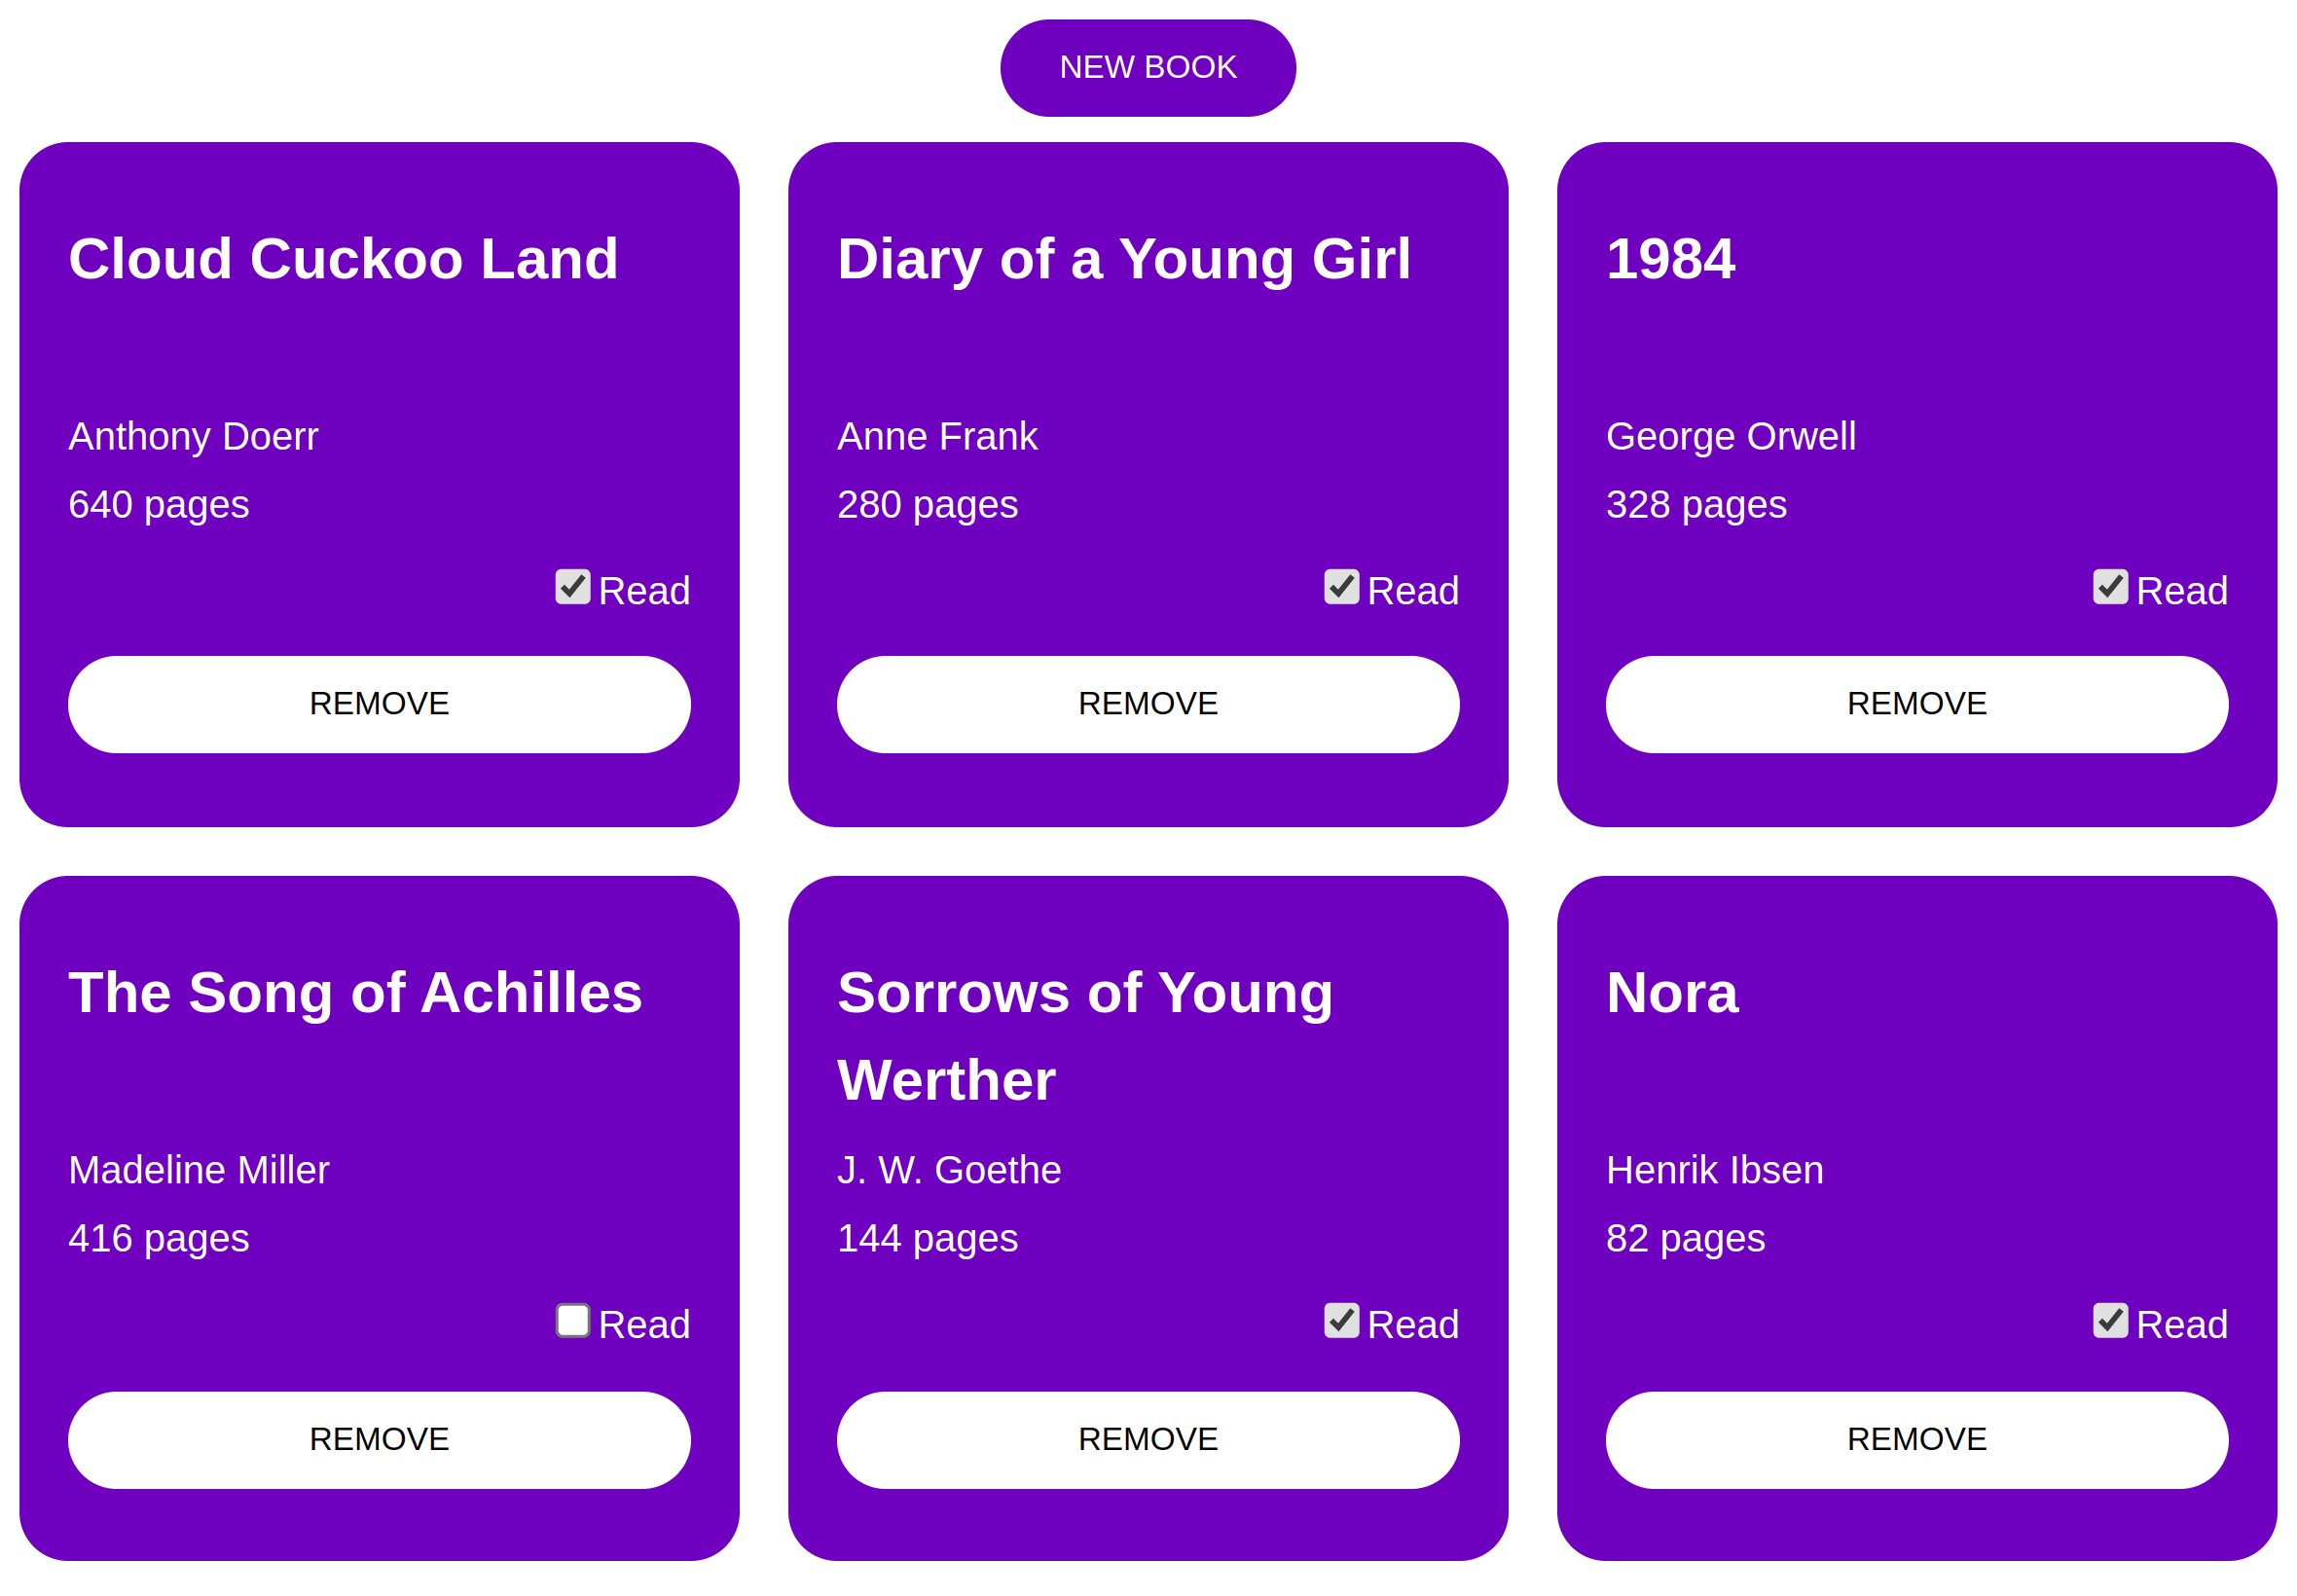 NEW BOOK
Cloud Cuckoo Land
Anthony Doerr
640 pages
Read
REMOVE
Diary of a Young Girl
Anne Frank
280 pages
Read
REMOVE
1984
George Orwell
328 pages
Read
REMOVE
The Song of Achilles
Madeline Miller
416 pages
Read
REMOVE
Sorrows of Young
Werther
J. W. Goethe
144 pages
Read
REMOVE
Nora
Henrik Ibsen
82 pages
Read
REMOVE